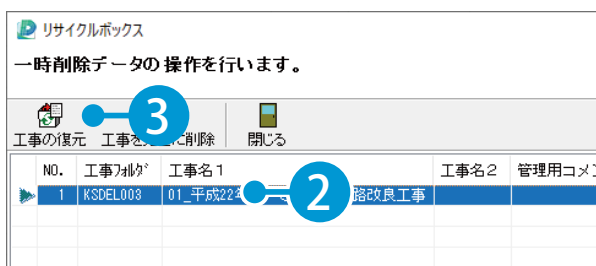 リサイクルボックス
一時削除データの操作を行います。
3
工事の復元 工事を に削除 閉じる
NO. 工事ﾌｫﾙﾀﾞ 工事名1 工事名2 管理用コメン
1 KSDEL003 01_平成22 路改良工事
2